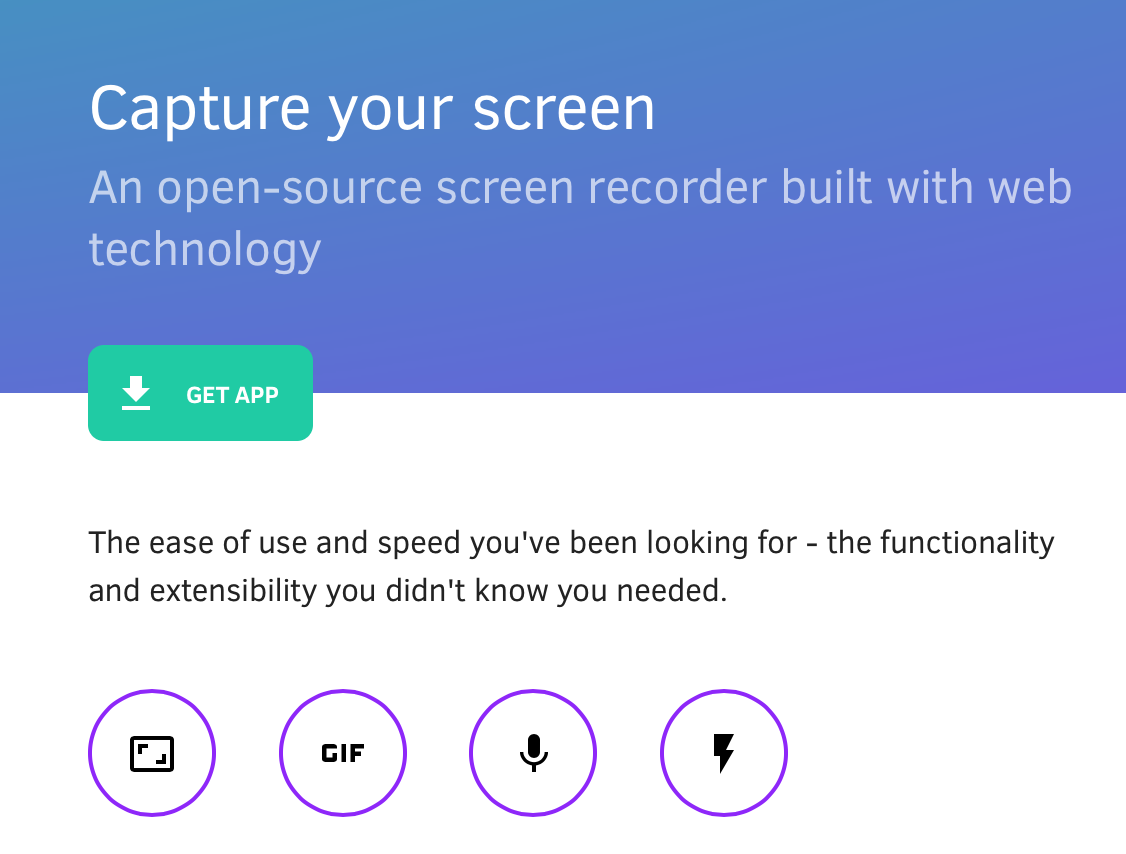 Capture your screen
An open-source screen recorder built with web
technology
GET APP
The ease of use and speed you've been looking for - the functionality
and extensibility you didn't know you needed.
GIF